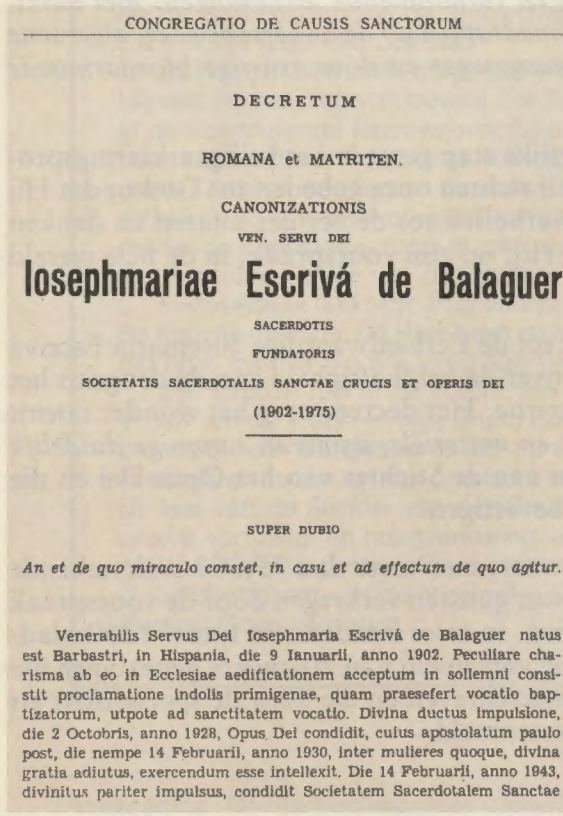 CONGREGATIO DE CAUSIS SANCTORUM
DECRETUM
ROMANA et MATRITEN.
CANONIZATIONIS
VEN. SERVI DEI
Iosephmariae Escrivá de Balaguer
SACERDOTIS
FUNDATORIS
SOCIETATIS SACERDOTALIS SANCTAE CRUCIS ET OPERIS DEI
(1902-1975)
SUPER DUBIO
An et de quo miraculo constet, in casu et ad effectum de quo agitur.
Venerabilis Servus Dei Iosephmaria Escrivá de Balaguer natus
est Barbastri, in Hispania, die 9 Ianuarii, anno 1902. Peculiare cha-
risma ab eo in Ecclesiae aedificationem acceptum in sollemni consi-
stit proclamatione indolis primigenae, quam praesefert vocatio bap-
tizatorum, utpote ad sanctitatem vocatio. Divina ductus impulsione,
die 2 Octobris, anno 1928, Opus Dei condidit, cuius apostolatum paulo
post, die nempe 14 Februarii, anno 1930, inter mulieres quoque, divina
gratia adiutus, exercendum esse intellexit. Die 14 Februarii, anno 1943,
divinitus pariter impulsus, condidit Societatem Sacerdotalem Sanctae